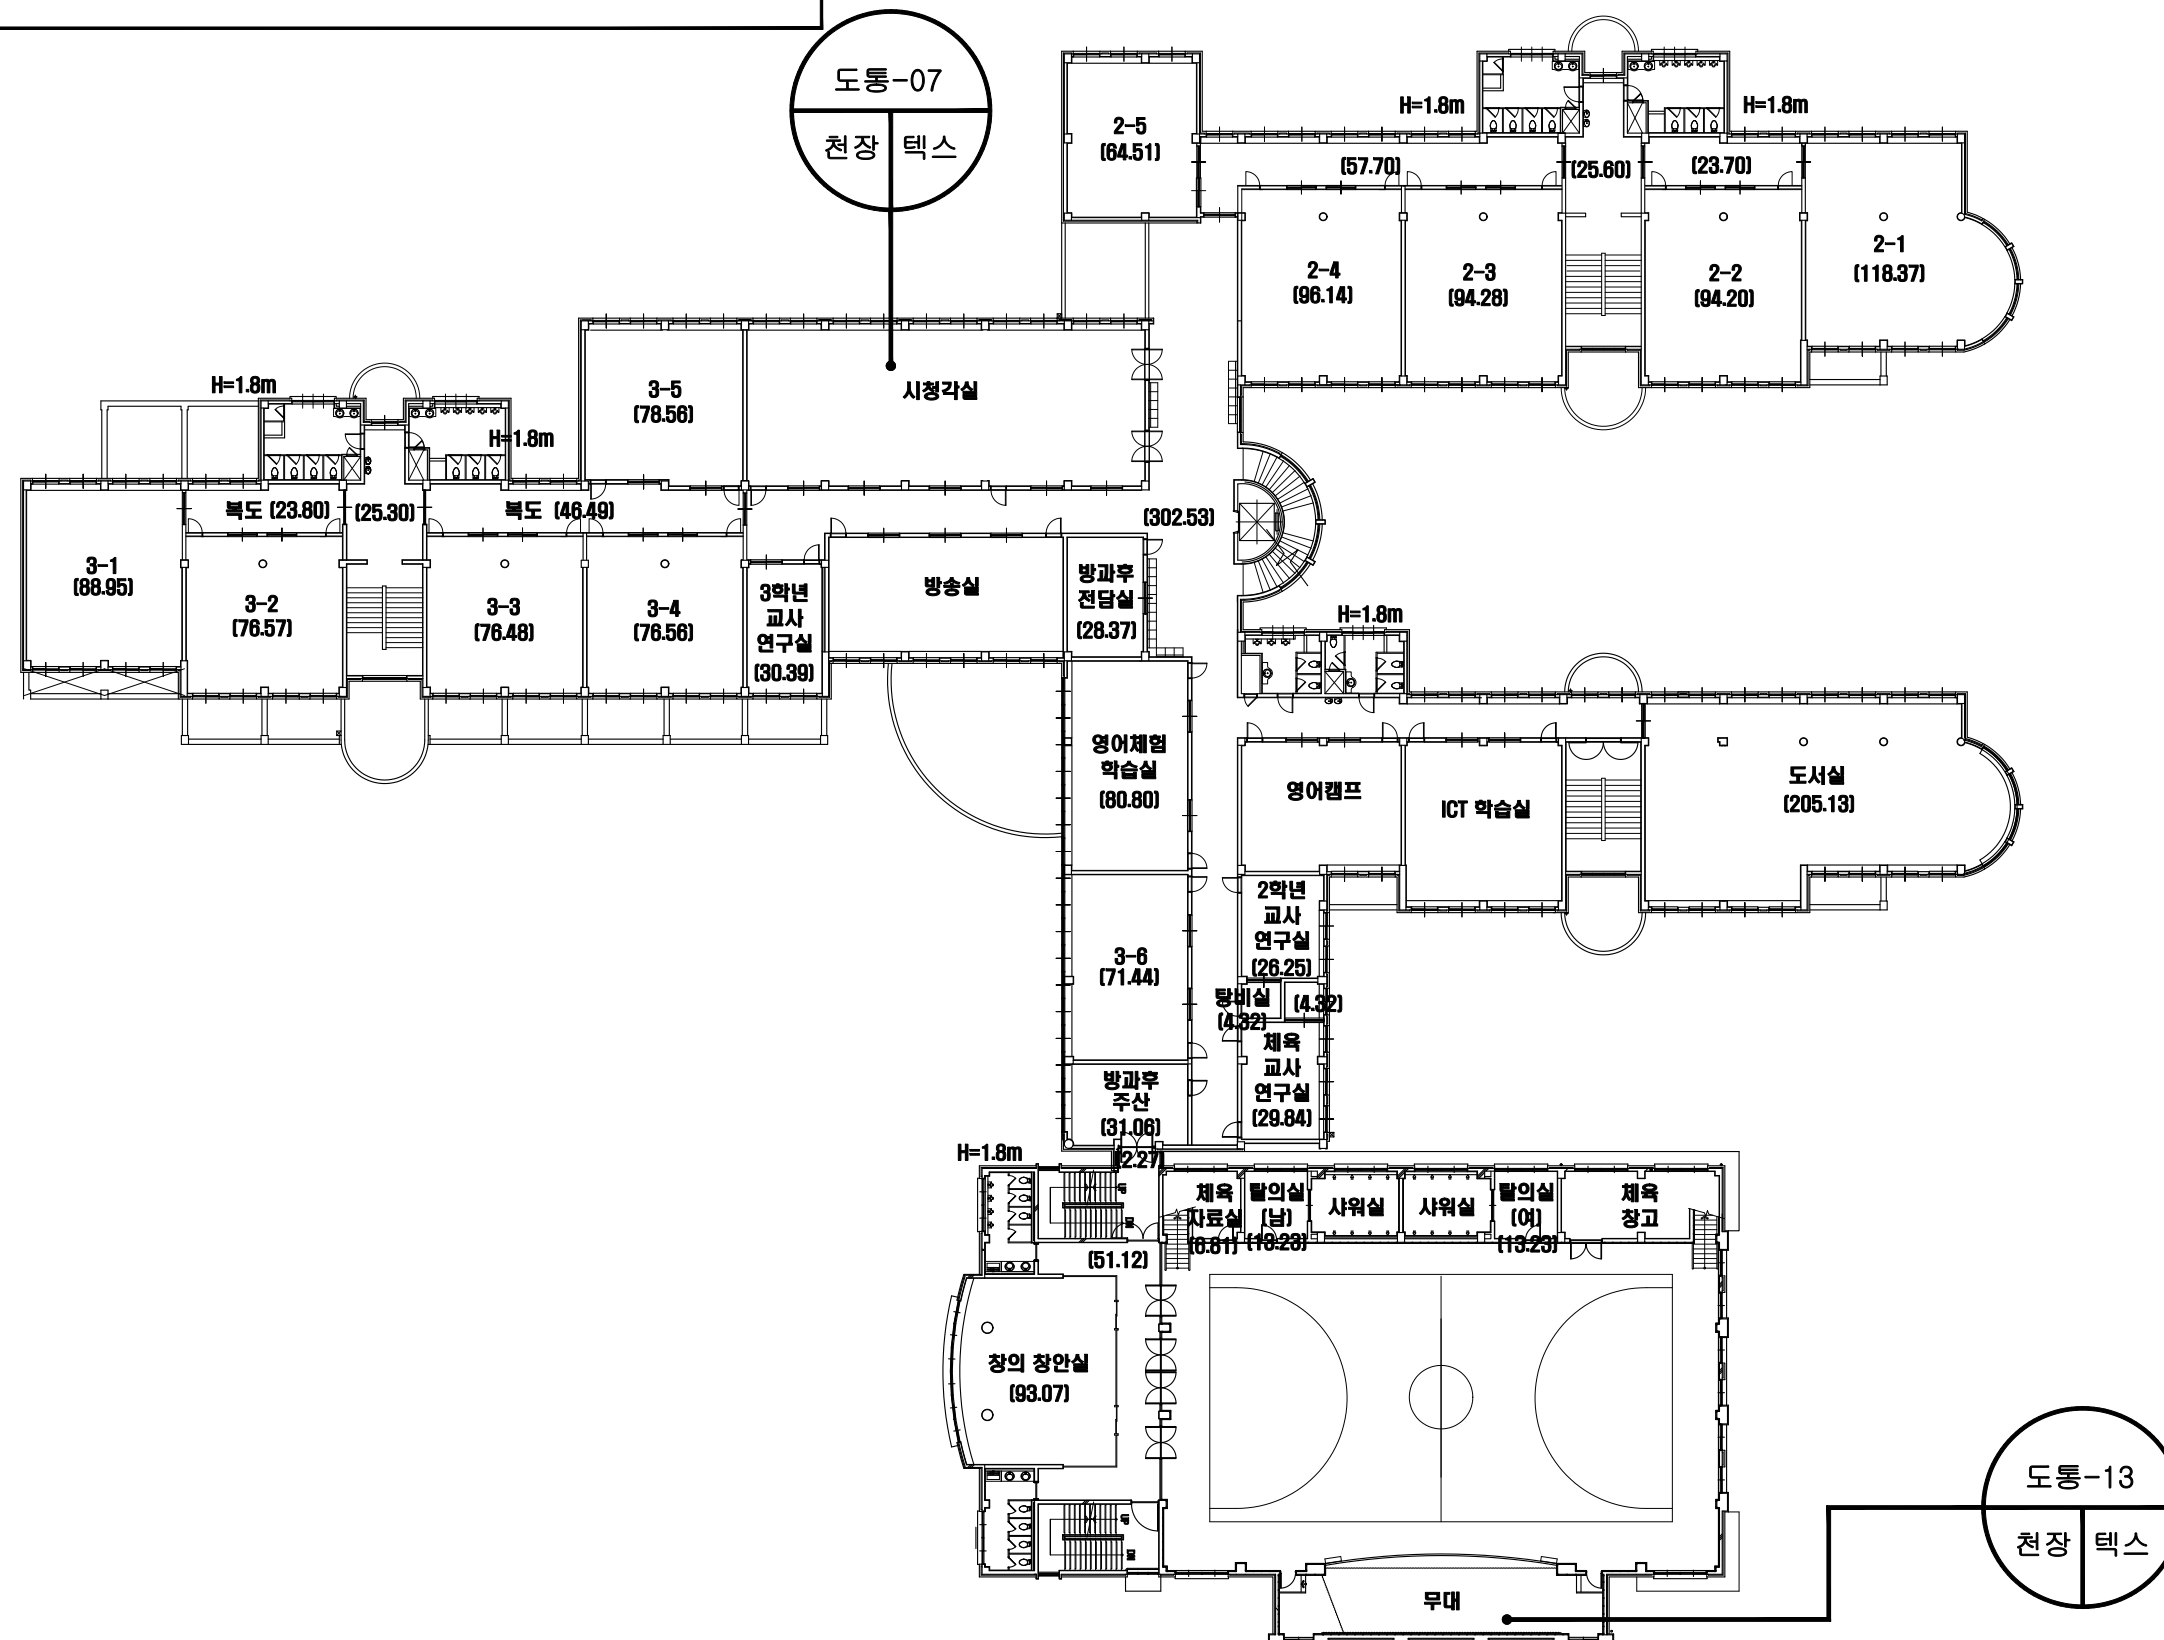 도통-07
천장 텍스
H=1.8m
H=1.8m
2-5
(64.51)
(57.70)
(25.60)
(23.70)
2-4
(96.14)
2-3
(94.28)
2-2
(94.20)
2-1
(118.37)
H=1.8m
H=1.8m
3-5
(78.56)
시청각실
복도 (23.80)
(25.30)
복도 (46.49)
(302.53)
3-1
(88.95)
3-2
(76.57)
3-3
(76.48)
3-4
(76.56)
3학년
교사
연구실
(30.39)
방송실
방과후
전담실
(28.37)
H=1.8m
영어체험
학습실
(80.80)
영어캠프
ICT 학습실
도서실
(205.13)
2학년
교사
연구실
(26.25)
3-6
(71.44)
탕비실
(4.32)
(4.32)
체육
교사
연구실
(29.84)
방과후
주산
(31.06)
H=1.8m
(2.27)
UP
DN
체육
자료실
(6.81)
탈의실
(남)
(13.23)
샤워실
샤워실
탈의실
(여)
(13.23)
체육
창고
(51.12)
창의 창안실
(93.07)
UP
DN
무대
도통-13
천장 텍스